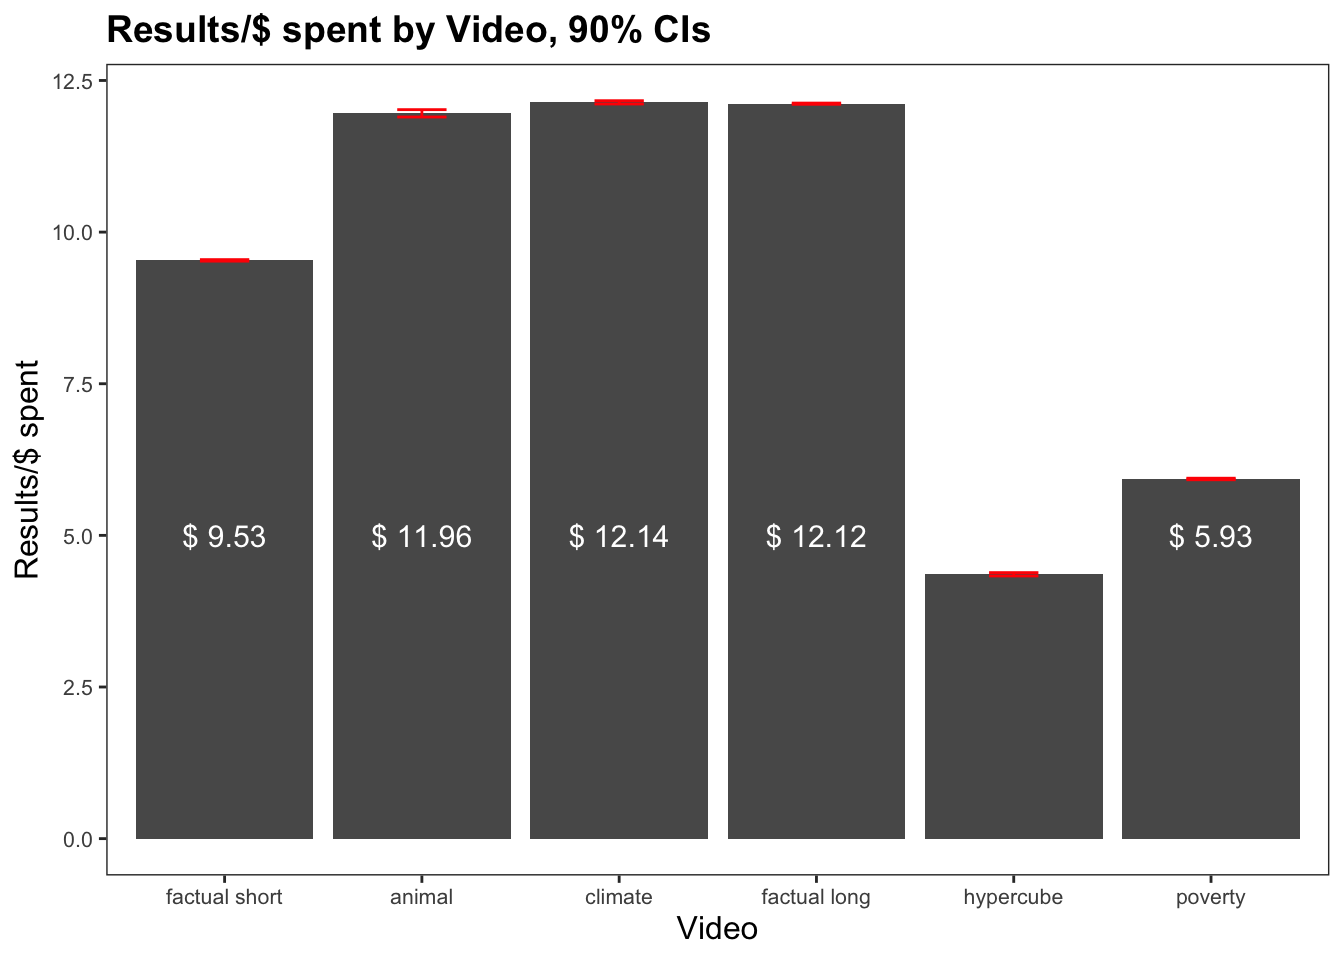 Results/$ spent by Video, 90% CIs
Results/$ spent
12.5
10.0
7.5
5.0
2.5
0.0
$ 9.53
$ 11.96
$ 12.14
$ 12.12
$ 5.93
factual short
animal
climate
factual long
hypercube
poverty
Video